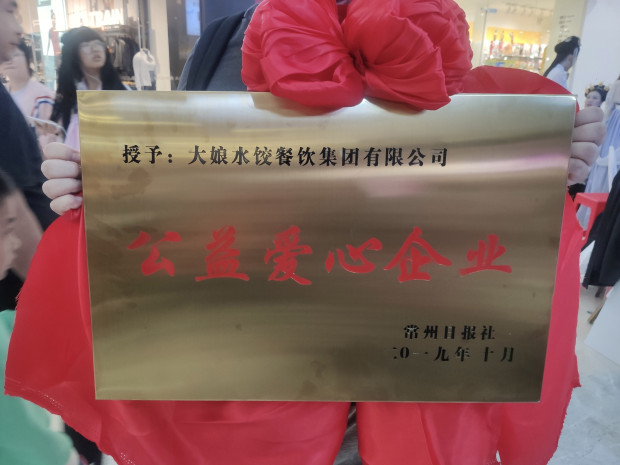 授予：大娘水饺餐饮集团有限公司
公益爱心企业
常州日报社
二0一九年十月